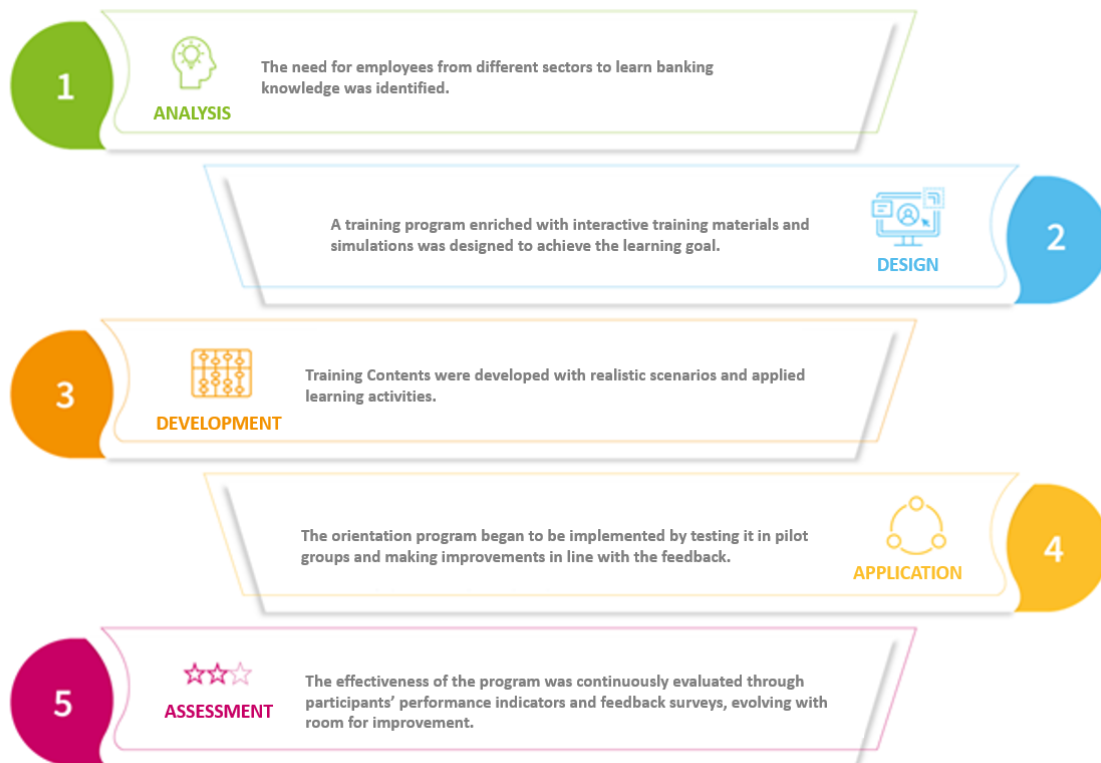 1
The need for employees from different sectors to learn banking
knowledge was identified.
ANALYSIS
A training program enriched with interactive training materials and
simulations was designed to achieve the learning goal.
DESIGN
2
3
Training Contents were developed with realistic scenarios and applied
learning activities.
DEVELOPMENT
The orientation program began to be implemented by testing it in pilot
groups and making improvements in line with the feedback.
APPLICATION
4
5
The effectiveness of the program was continuously evaluated through
participants’ performance indicators and feedback surveys, evolving with
room for improvement.
ASSESSMENT